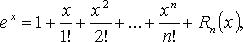 e^x = 1 + x/1! + x^2/2! + ... + x^n/n! + R_n(x),